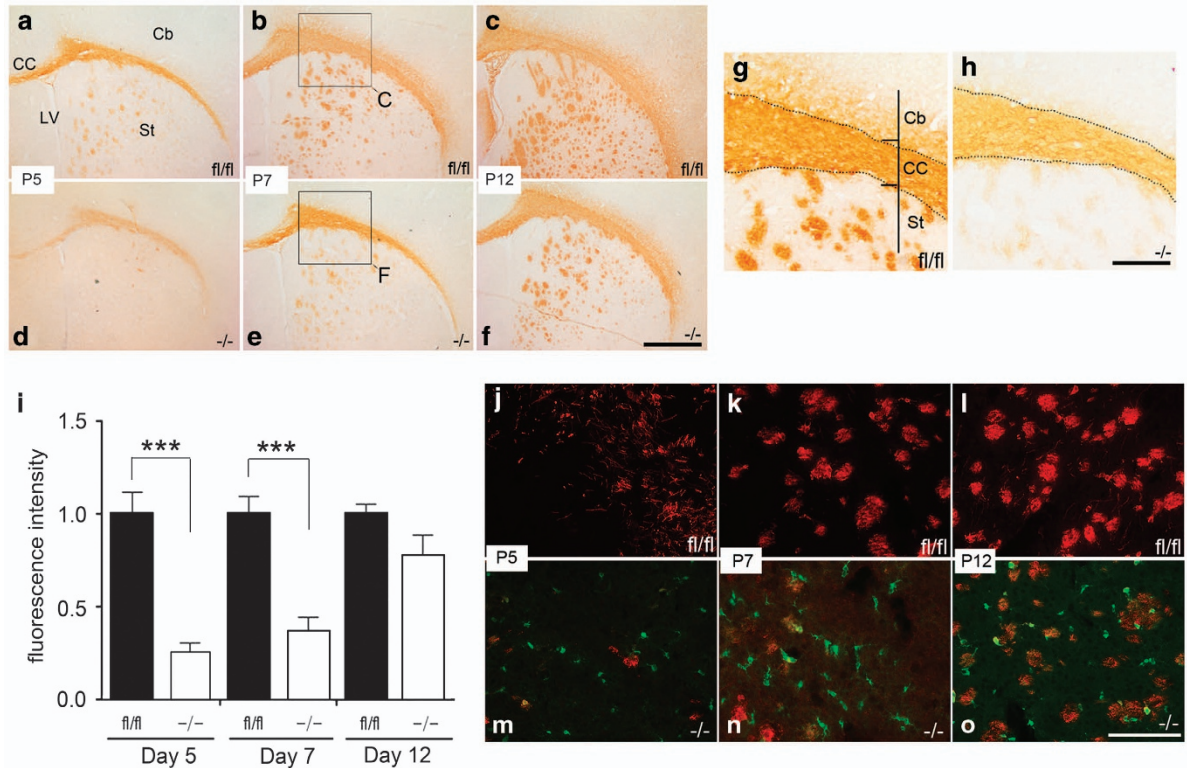 a
Cb
CC
LV
St
fl/fl
P5
b
C
fl/fl
P7
c
fl/fl
P12
d
-/-
e
F
-/-
f
-/-
g
Cb
CC
St
fl/fl
h
-/-
i
fluorescence intensity
1.5
1.0
0.5
0.0
***
***
fl/fl -/- fl/fl -/- fl/fl -/-
Day 5 Day 7 Day 12
j
fl/fl
P5
k
fl/fl
P7
l
fl/fl
P12
m
-/-
n
-/-
o
-/-